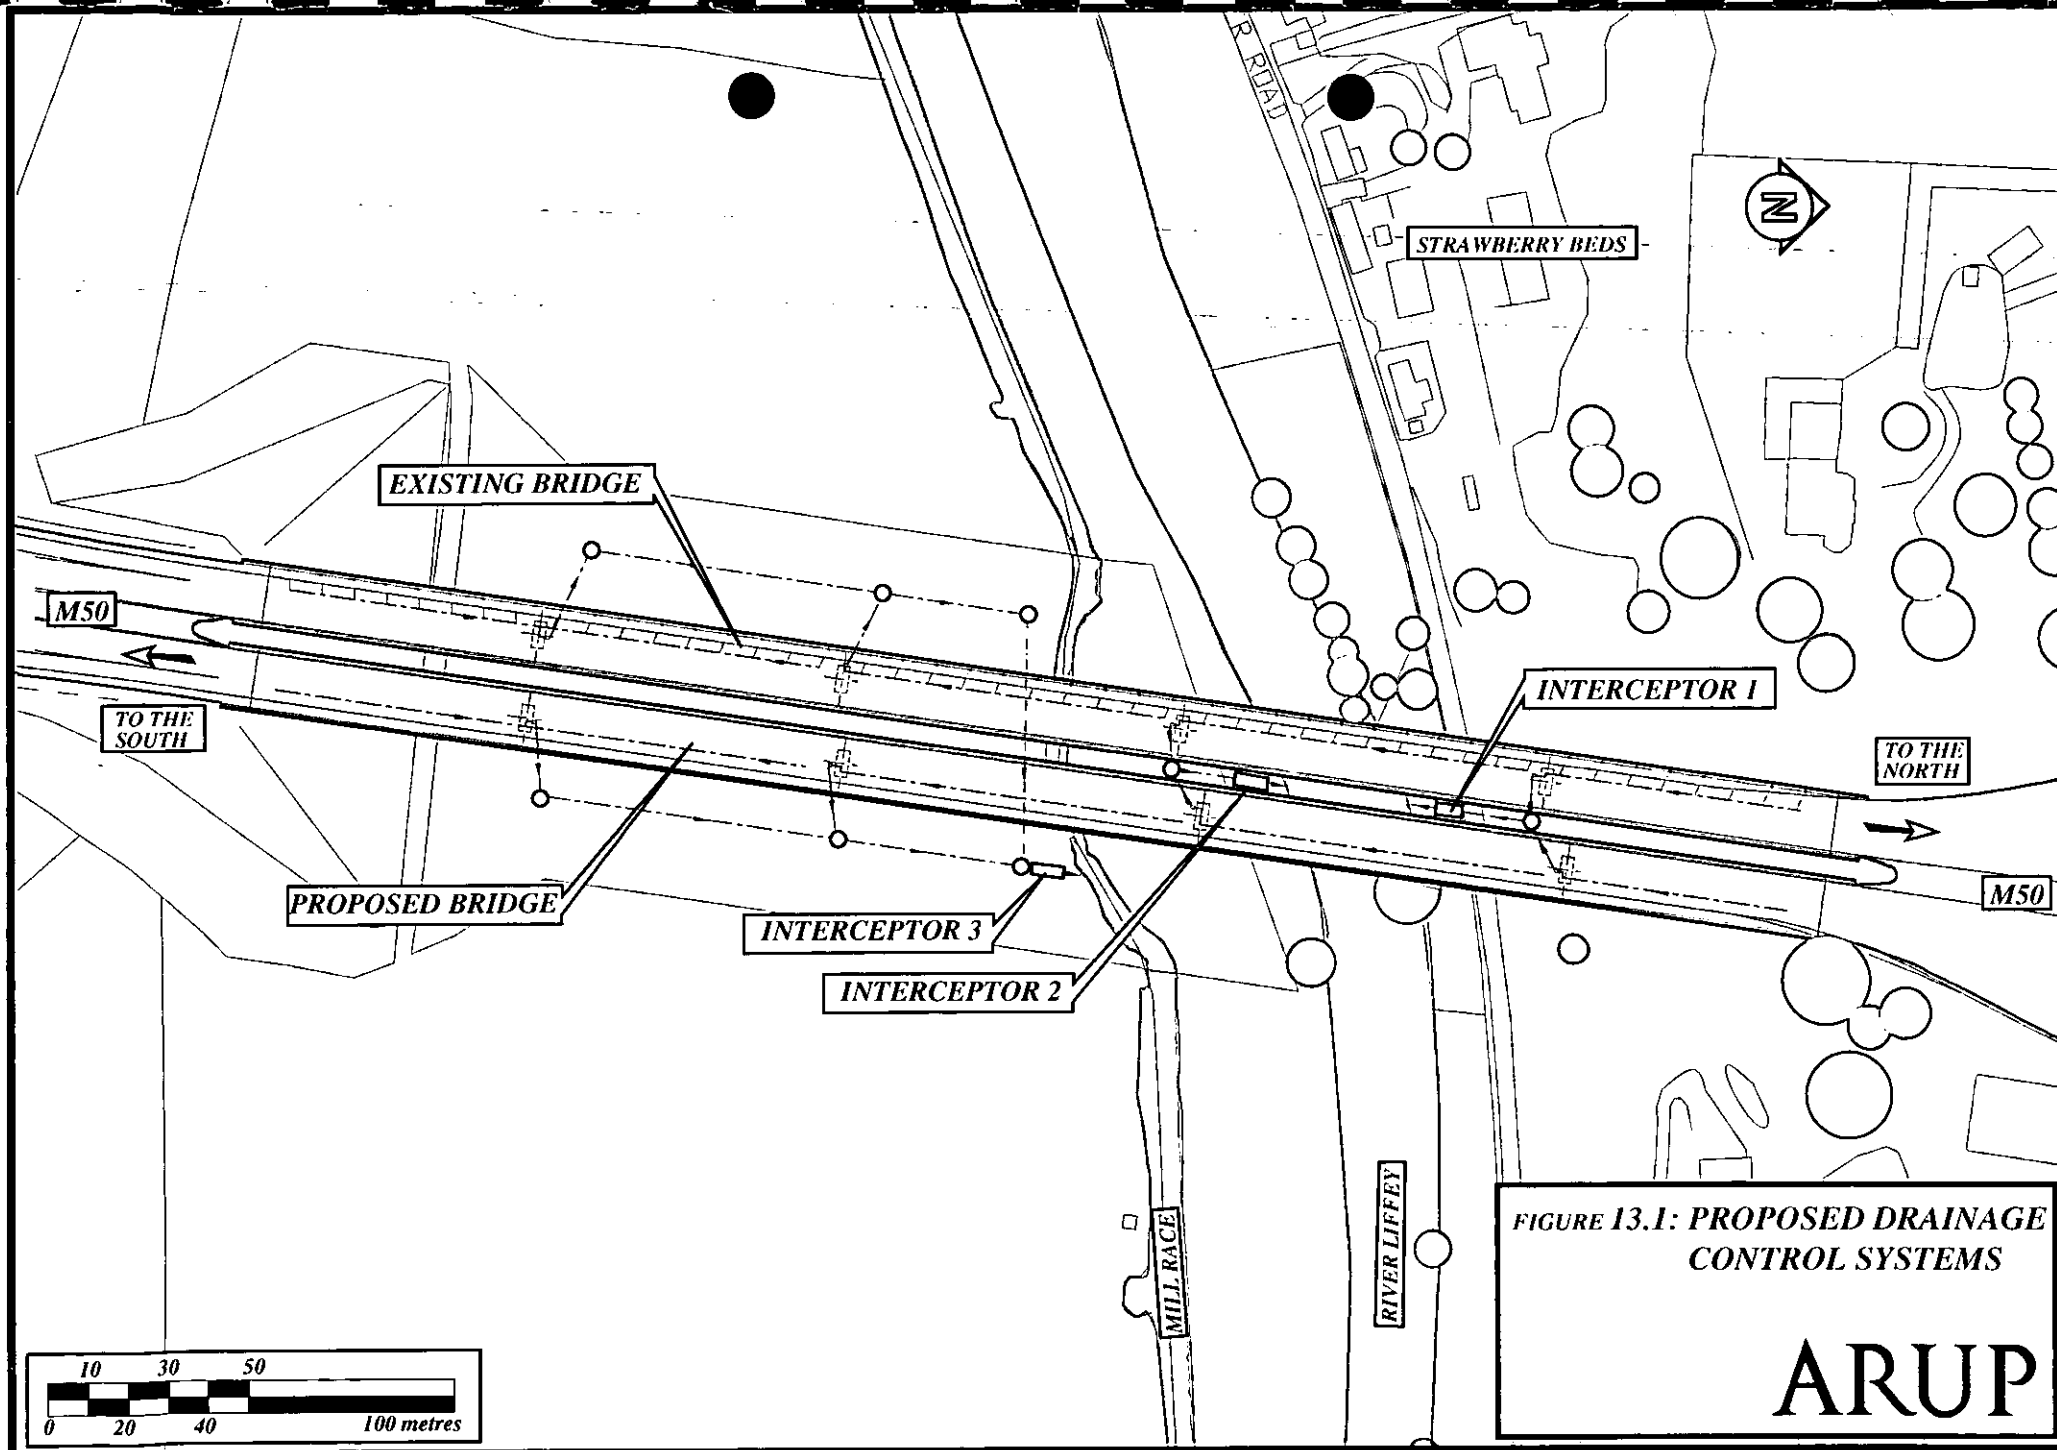 R ROAD
N
STRAWBERRY BEDS
EXISTING BRIDGE
M50
TO THE
SOUTH
INTERCEPTOR 1
TO THE
NORTH
M50
PROPOSED BRIDGE
INTERCEPTOR 3
INTERCEPTOR 2
MILL RACE
RIVER LIFFEY
FIGURE 13.1: PROPOSED DRAINAGE
CONTROL SYSTEMS
ARUP
10 30 50
0 20 40 100 metres